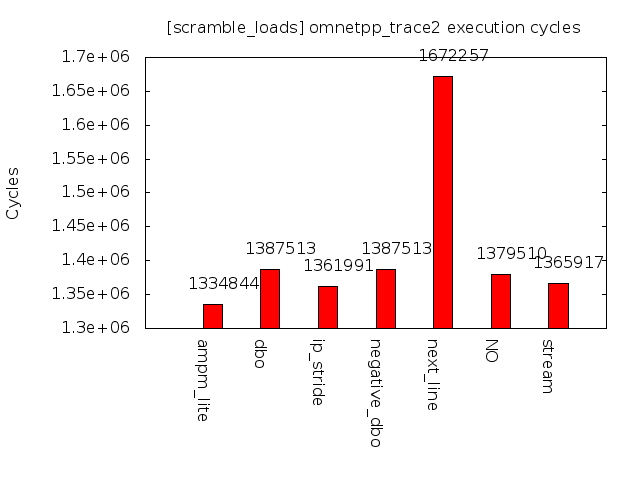 [scramble_loads] omnetpp_trace2 execution cycles
Cycles
1.7e+06
1.65e+06
1.6e+06
1.55e+06
1.5e+06
1.45e+06
1.4e+06
1.35e+06
1.3e+06
1334844
1387513
1361991
1387513
1672257
1379510
1365917
ampm_lite
dbo
ip_stride
negative_dbo
next_line
NO
stream